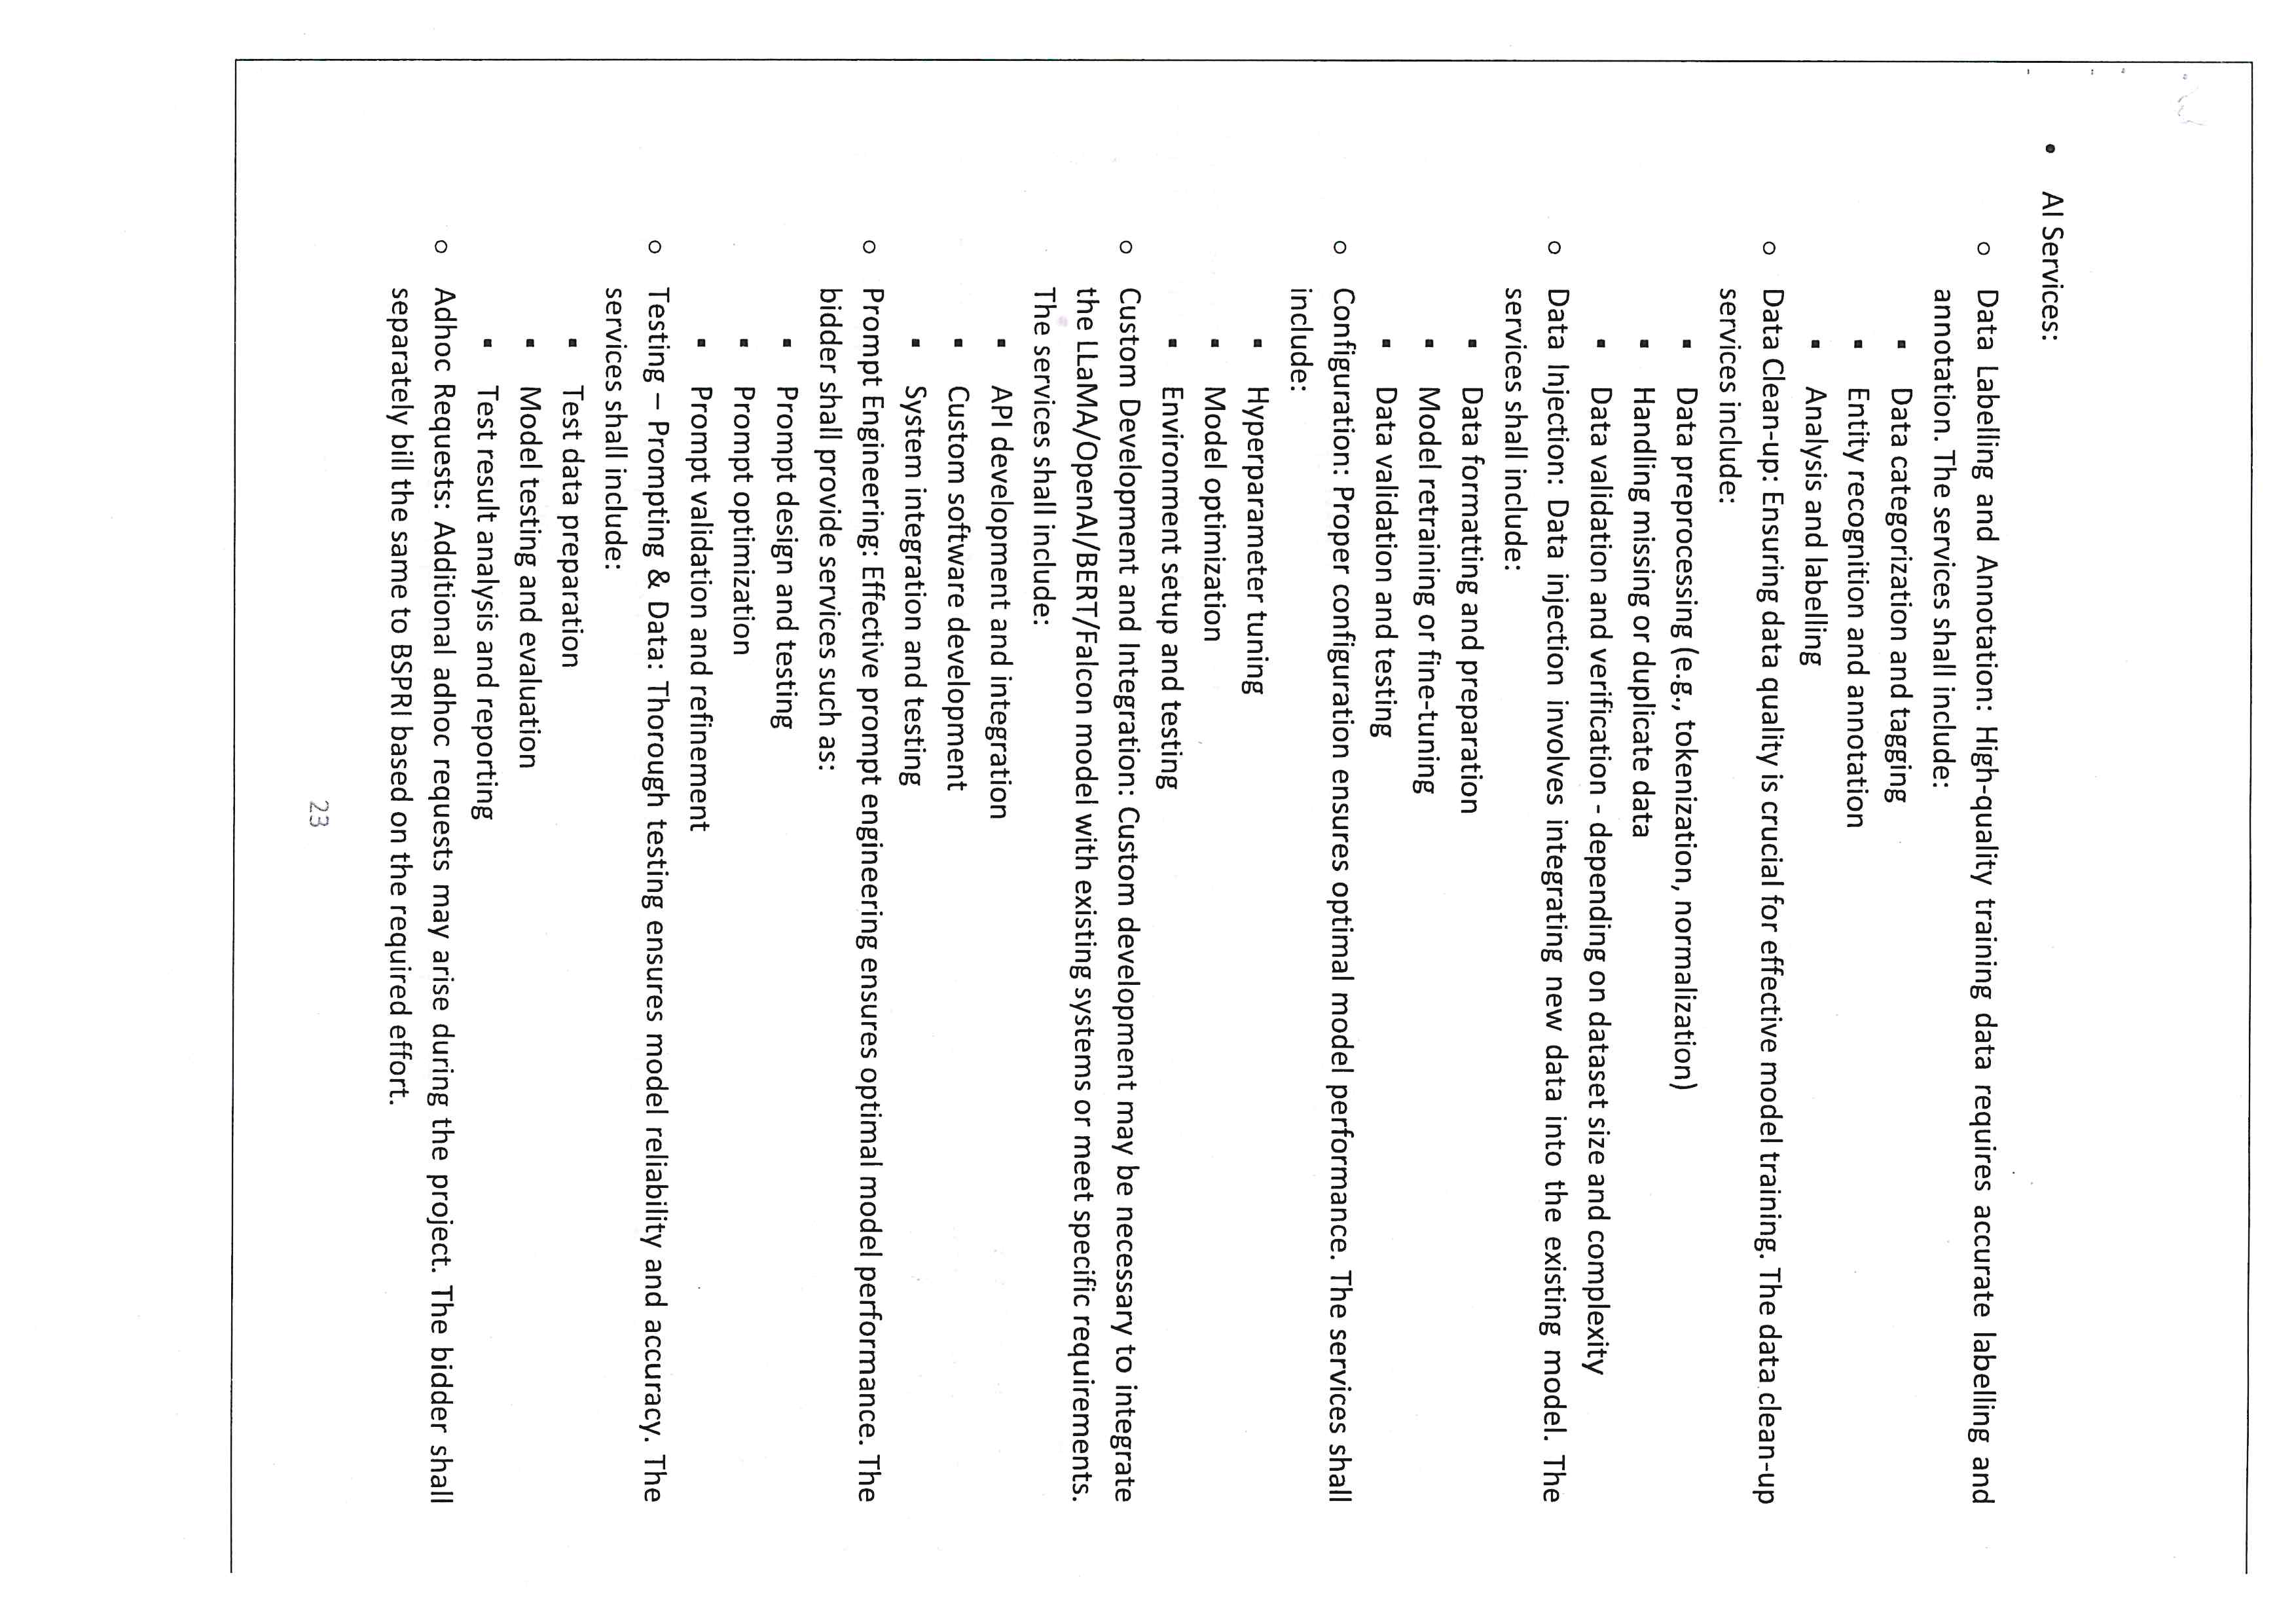 • AI Services:
o Data Labelling and Annotation: High-quality training data requires accurate labelling and
annotation. The services shall include:
▪ Data categorization and tagging
▪ Entity recognition and annotation
▪ Analysis and labelling
o Data Clean-up: Ensuring data quality is crucial for effective model training. The data clean-up
services include:
▪ Data preprocessing (e.g., tokenization, normalization)
▪ Handling missing or duplicate data
▪ Data validation and verification - depending on dataset size and complexity
o Data Injection: Data injection involves integrating new data into the existing model. The
services shall include:
▪ Data formatting and preparation
▪ Model retraining or fine-tuning
▪ Data validation and testing
o Configuration: Proper configuration ensures optimal model performance. The services shall
include:
▪ Hyperparameter tuning
▪ Model optimization
▪ Environment setup and testing
o Custom Development and Integration: Custom development may be necessary to integrate
the LLaMA/OpenAI/BERT/Falcon model with existing systems or meet specific requirements.
The services shall include:
▪ API development and integration
▪ Custom software development
▪ System integration and testing
o Prompt Engineering: Effective prompt engineering ensures optimal model performance. The
bidder shall provide services such as:
▪ Prompt design and testing
▪ Prompt optimization
▪ Prompt validation and refinement
o Testing – Prompting & Data: Thorough testing ensures model reliability and accuracy. The
services shall include:
▪ Test data preparation
▪ Model testing and evaluation
▪ Test result analysis and reporting
o Adhoc Requests: Additional adhoc requests may arise during the project. The bidder shall
separately bill the same to BSPRI based on the required effort.
23